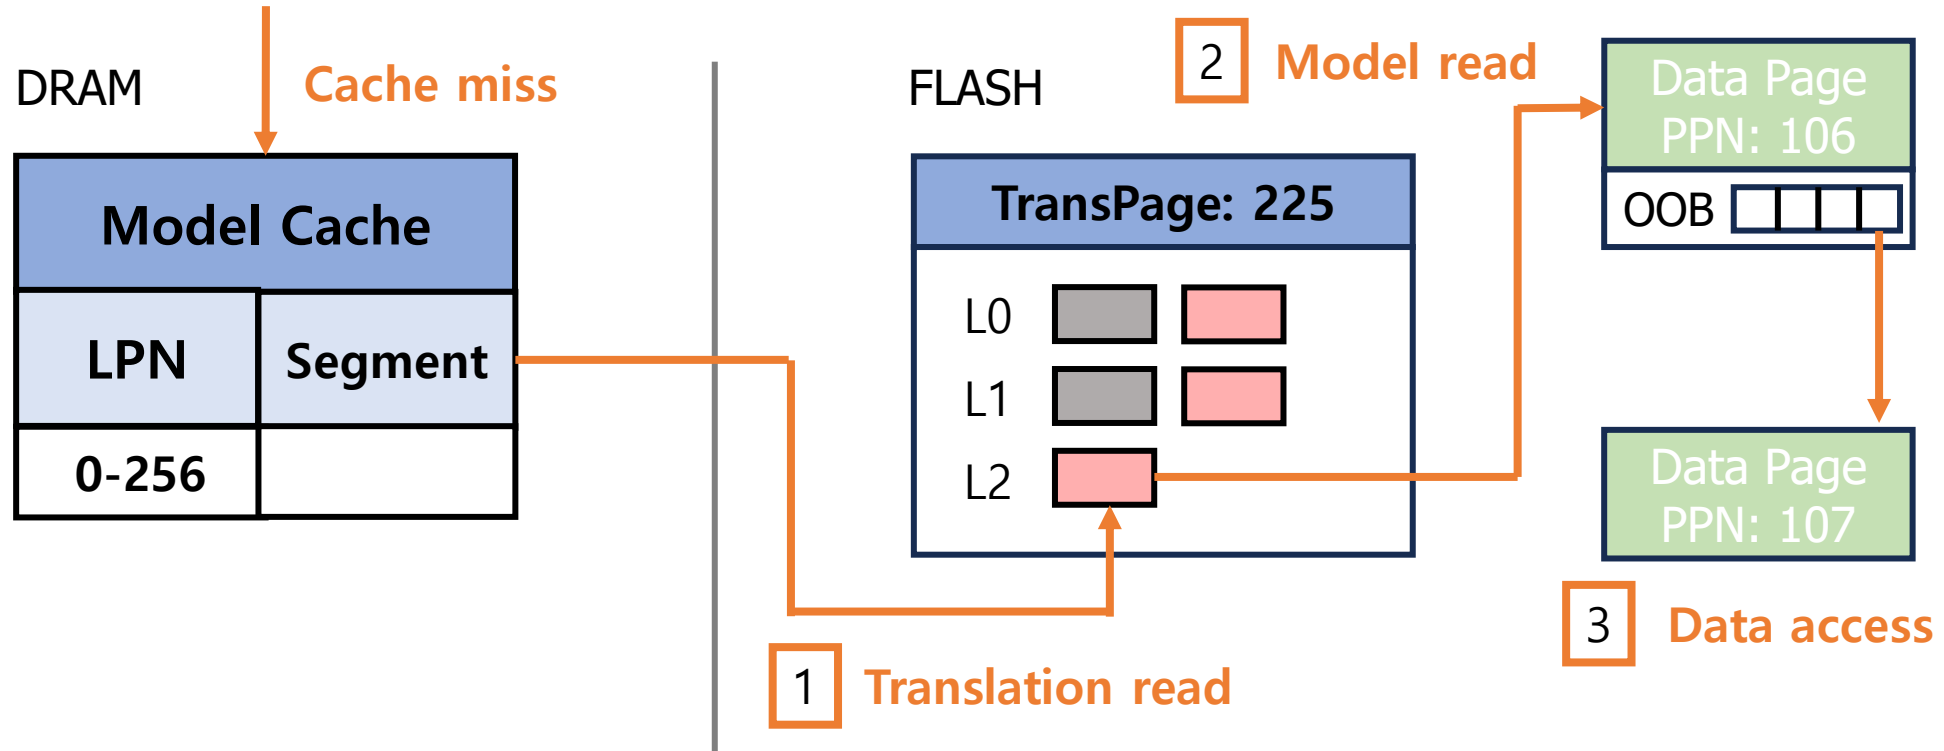 DRAM
Cache miss
Model Cache
LPN
Segment
0-256
FLASH
2
Model read
TransPage: 225
L0
L1
L2
1
Translation read
Data Page
PPN: 106
OOB
Data Page
PPN: 107
3
Data access